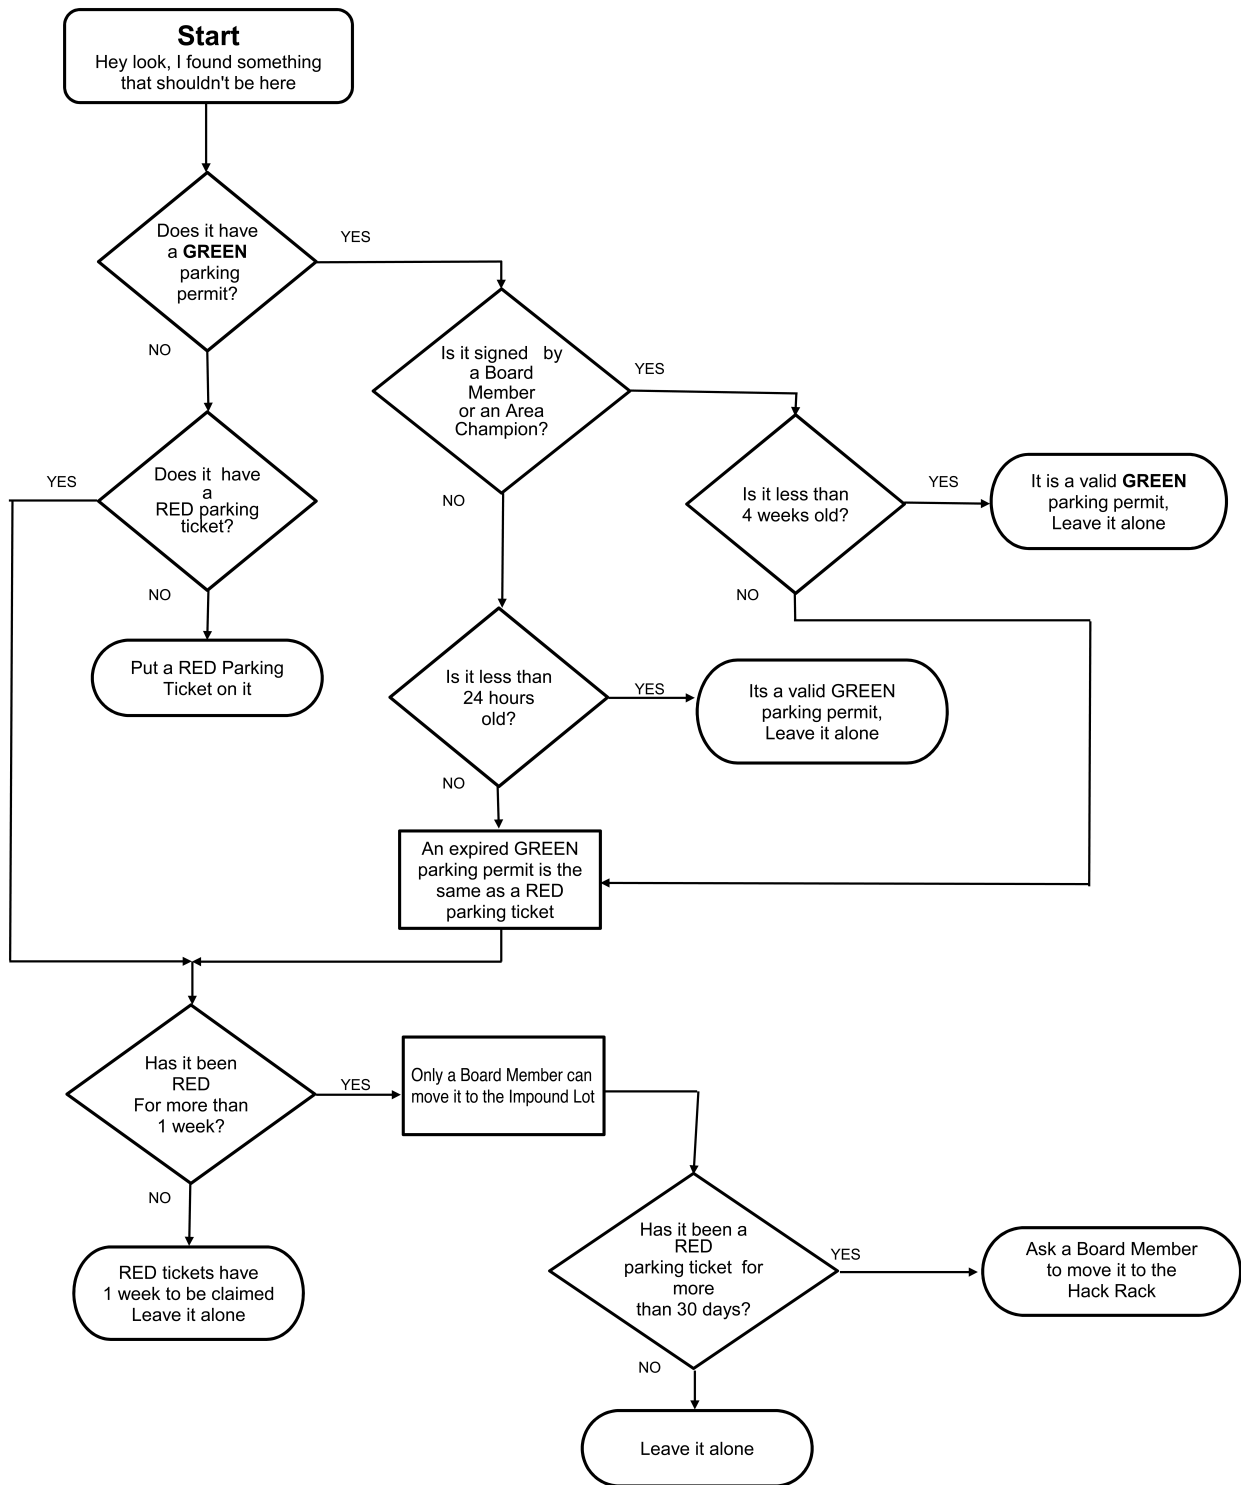 Start
Hey look, I found something
that shouldn't be here
Does it have
a GREEN
parking
permit?
YES
NO
Is it signed by
a Board
Member
or an Area
Champion?
YES
NO
Does it have
a
RED parking
ticket?
YES
NO
Is it less than
4 weeks old?
YES
NO
It is a valid GREEN
parking permit,
Leave it alone
Put a RED Parking
Ticket on it
Is it less than
24 hours
old?
YES
NO
Its a valid GREEN
parking permit,
Leave it alone
An expired GREEN
parking permit is the
same as a RED
parking ticket
Has it been
RED
For more than
1 week?
YES
NO
Only a Board Member can
move it to the Impound Lot
RED tickets have
1 week to be claimed
Leave it alone
Has it been a
RED
parking ticket for
more
than 30 days?
YES
NO
Ask a Board Member
to move it to the
Hack Rack
Leave it alone